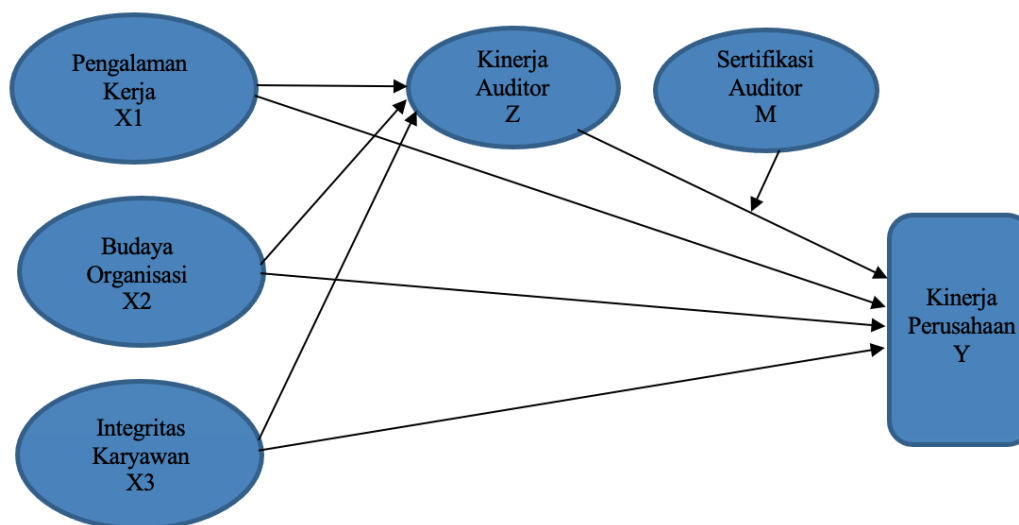 Pengalaman
Kerja
X1
Kinerja
Auditor
Z
Sertifikasi
Auditor
M
Budaya
Organisasi
X2
Kinerja
Perusahaan
Y
Integritas
Karyawan
X3